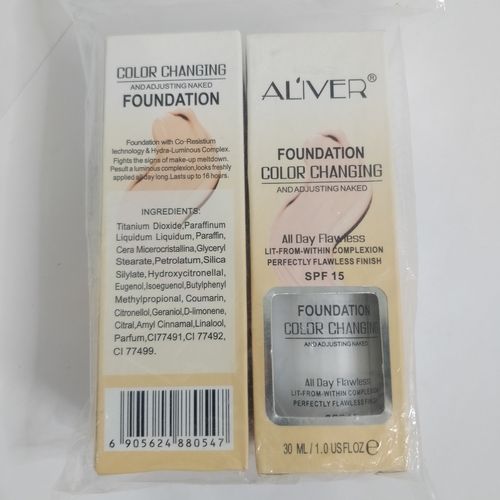 COLOR CHANGING
AND ADJUSTING NAKED
FOUNDATION
Foundation with Co-Resistium
lechnology & Hydra-Luminous Complex.
Fights the signs of make-up meltdown.
Pesult a luminous complexion,looks freshly
applied all day long.Lasts up to 16 hours.
INGREDIENTS:
Titanium Dioxide,Paraffinum
Liquidum Liquidum, Paraffin,
Cera Micerocristallina,Glyceryl
Stearate,Petrolatum,Silica
Silylate,Hydroxycitronellal,
Eugenol,Isoeguenol,Butylphenyl
Methylpropional, Coumarin,
Citronellol,Geraniol,D-limonene,
Citral,Amyl Cinnamal,Linalool,
Parfum,CI77491,CI 77492,
CI 77499.
6 905624 880547
ALIVER®
FOUNDATION
COLOR CHANGING
AND ADJUSTING NAKED
All Day Flawless
LIT-FROM-WITHIN COMPLEXION
PERFECTLY FLAWLESS FINISH
SPF 15
FOUNDATION
COLOR CHANGING
AND ADJUSTING NAKED
All Day Flawless
LIT-FROM-WITHIN COMPLEXION
PERFECTLY FLAWLESS FINISH
30 ML/1.0 US FL OZ e